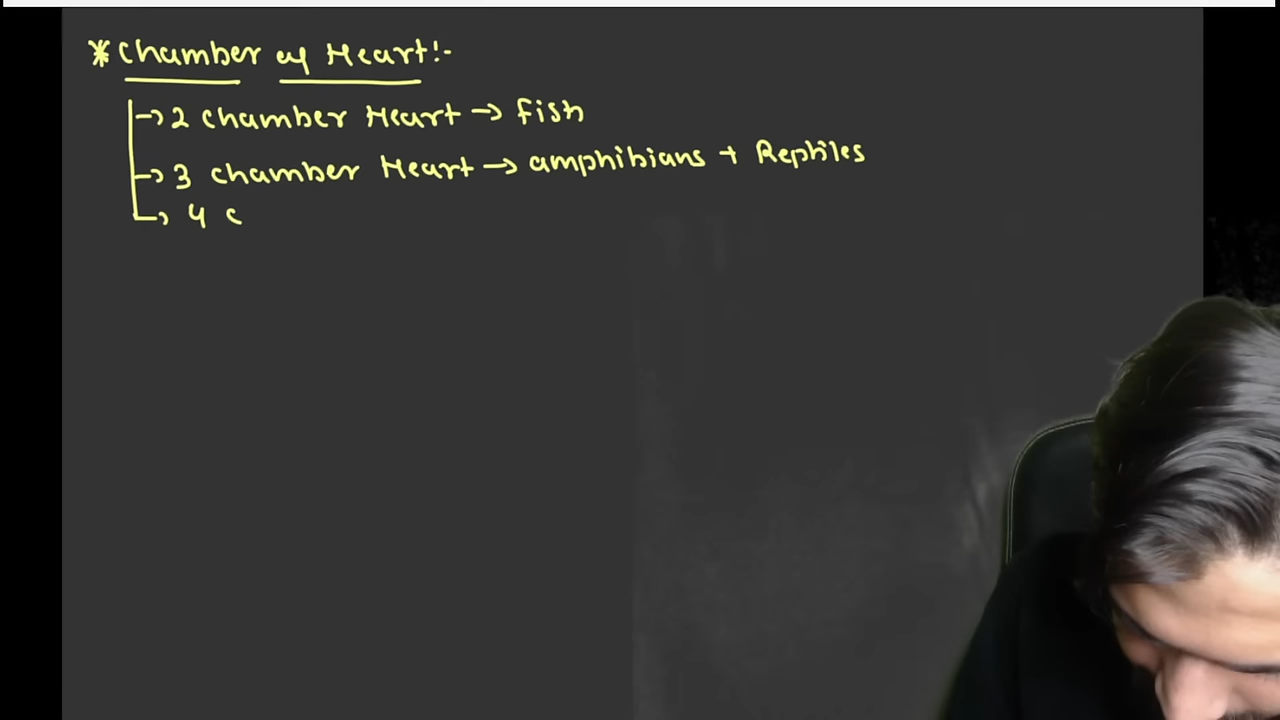 * Chamber of Heart:-
→ 2 chamber Heart → fish
→ 3 chamber Heart → amphibians + Reptiles
→ 4 c